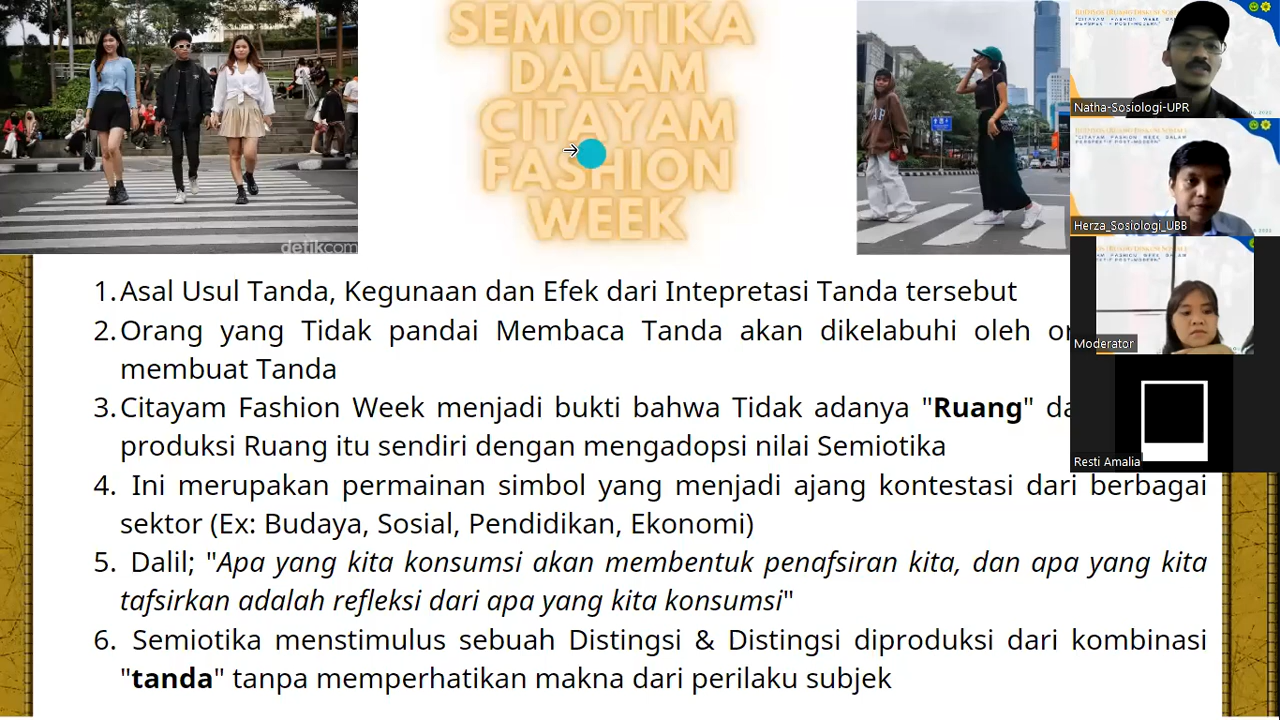 SEMIOTIKA
DALAM
CITAYAM
FASHION
WEEK
detikcom
1. Asal Usul Tanda, Kegunaan dan Efek dari Intepretasi Tanda tersebut
2. Orang yang Tidak pandai Membaca Tanda akan dikelabuhi oleh
membuat Tanda
3. Citayam Fashion Week menjadi bukti bahwa Tidak adanya "Ruang"
produksi Ruang itu sendiri dengan mengadopsi nilai Semiotika
4. Ini merupakan permainan simbol yang menjadi ajang kontestasi dari berbagai
sektor (Ex: Budaya, Sosial, Pendidikan, Ekonomi)
5. Dalil; "Apa yang kita konsumsi akan membentuk penafsiran kita, dan apa yang kita
tafsirkan adalah refleksi dari apa yang kita konsumsi"
6. Semiotika menstimulus sebuah Distingsi & Distingsi diproduksi dari kombinasi
"tanda" tanpa memperhatikan makna dari perilaku subjek
Natha-Sosiologi-UPR
Herza_Sosiologi_UBB
Moderator
Resti Amalia